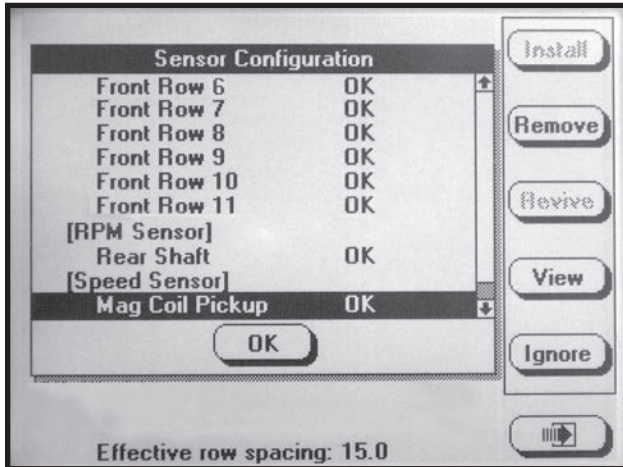 Sensor Configuration
Front Row 6 OK
Front Row 7 OK
Front Row 8 OK
Front Row 9 OK
Front Row 10 OK
Front Row 11 OK
[RPM Sensor]
Rear Shaft OK
[Speed Sensor]
Mag Coil Pickup OK
OK
Effective row spacing: 15.0
Install
Remove
Revive
View
Ignore